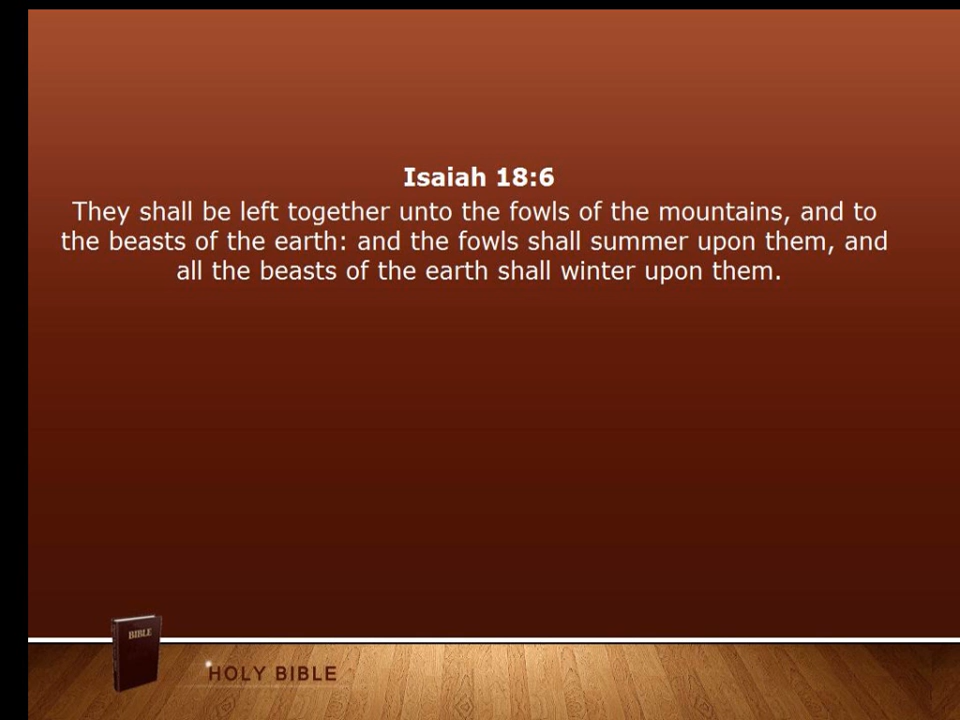 Isaiah 18:6
They shall be left together unto the fowls of the mountains, and to
the beasts of the earth: and the fowls shall summer upon them, and
all the beasts of the earth shall winter upon them.
BIBLE
HOLY BIBLE